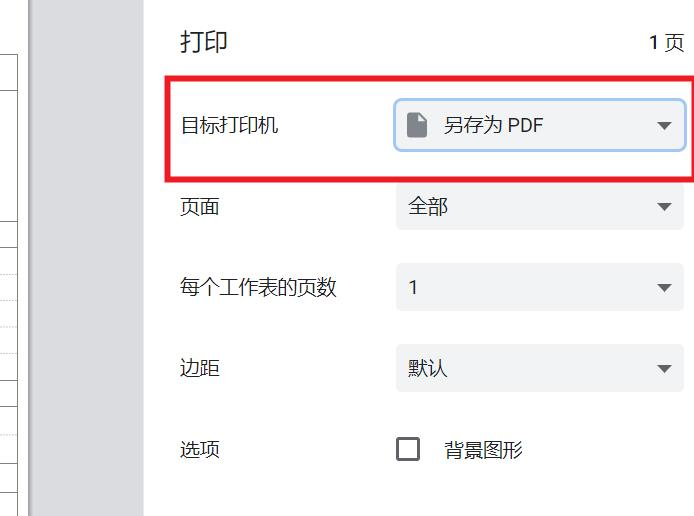 打印 1 页
目标打印机 另存为 PDF
页面 全部
每个工作表的页数 1
边距 默认
选项 背景图形